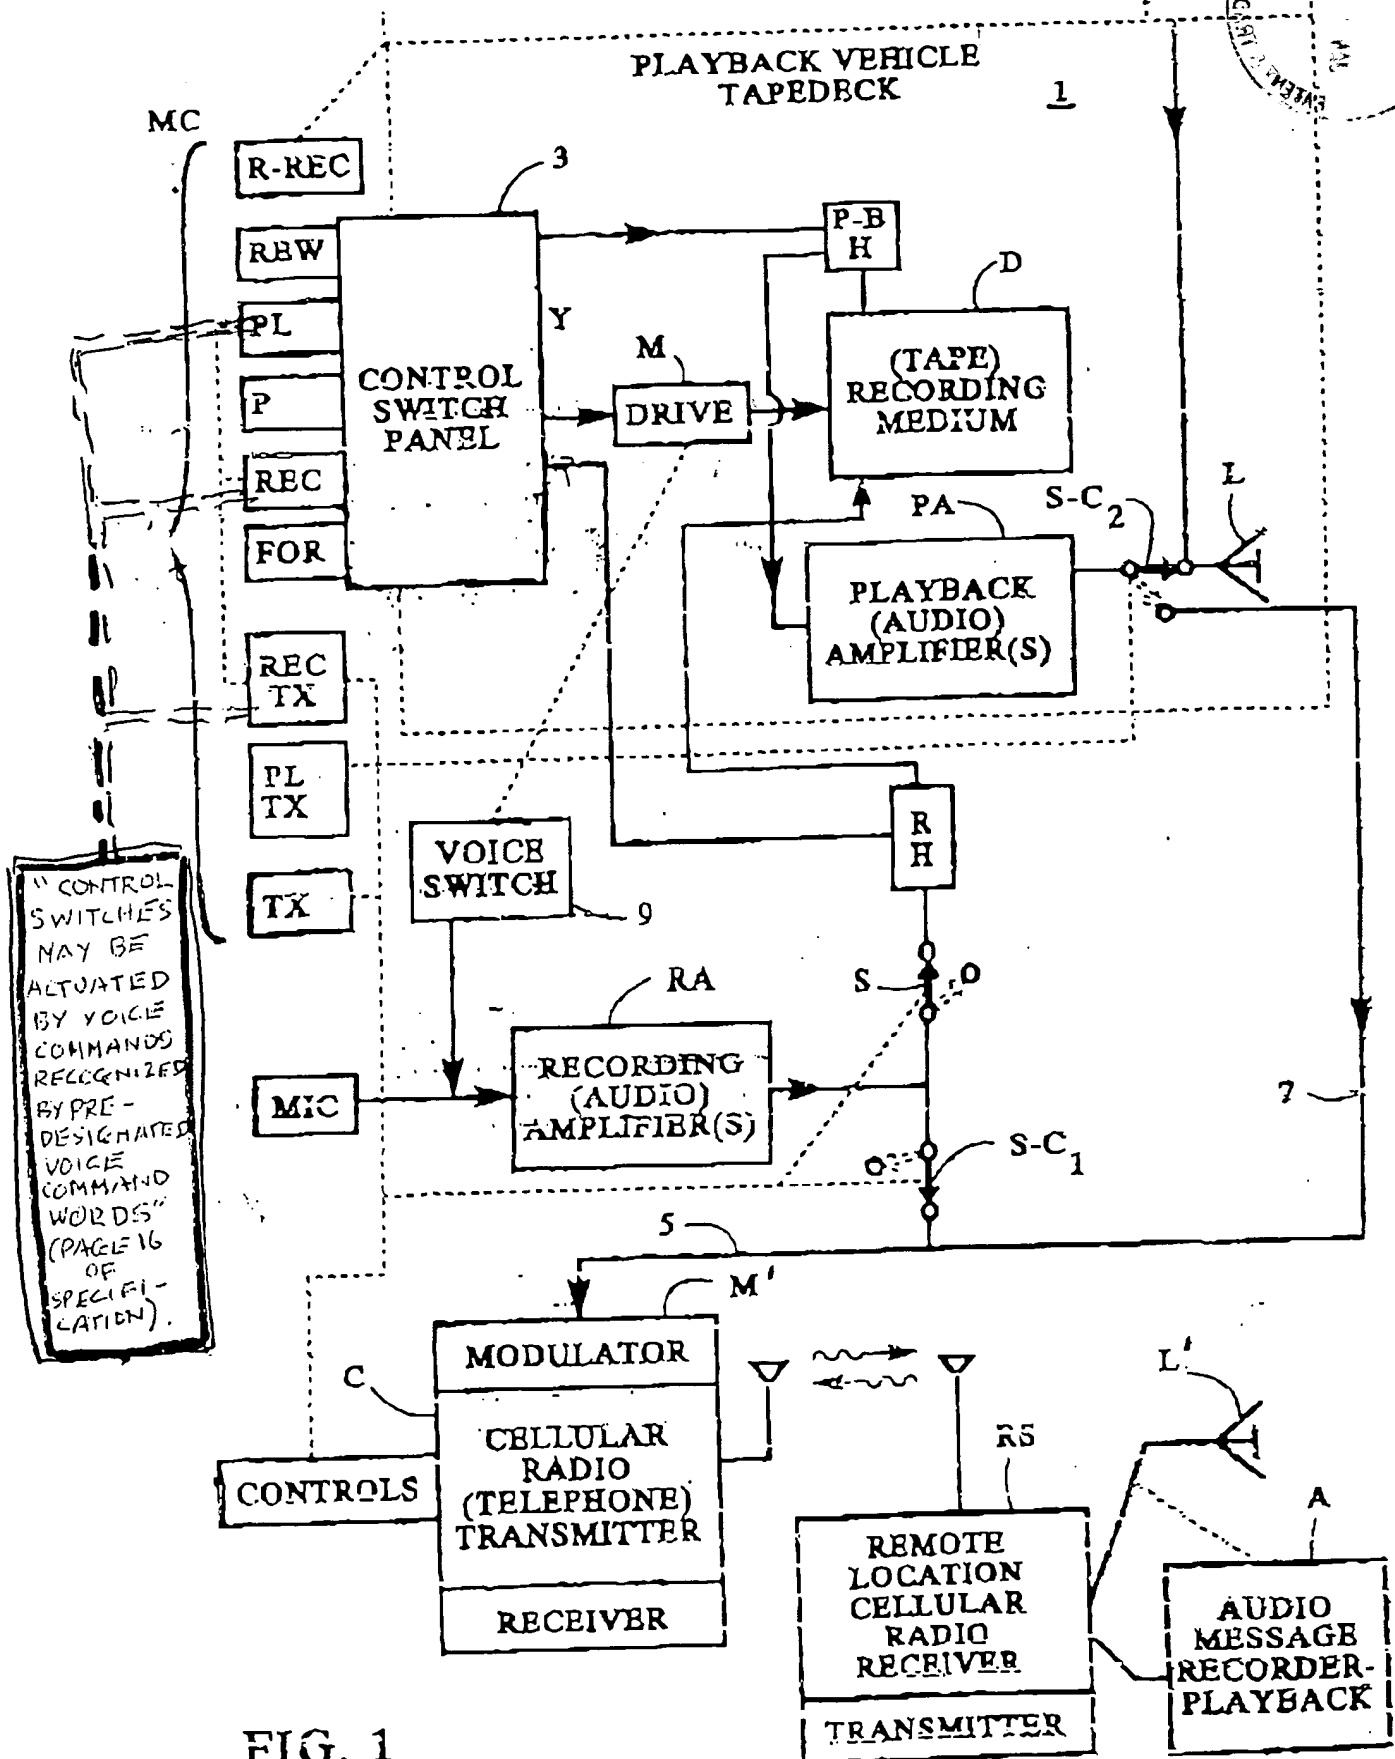 PLAYBACK VEHICLE
TAPEDECK
1
MC
R-REC
3
REW
PL
P
REC
FOR
CONTROL
SWITCH
PANEL
Y
P-B
H
D
M
DRIVE
(TAPE)
RECORDING
MEDIUM
PA
S-C2
L
PLAYBACK
(AUDIO)
AMPLIFIER(S)
REC
TX
PL
TX
TX
VOICE
SWITCH
9
R
H
S
RA
MIC
RECORDING
(AUDIO)
AMPLIFIER(S)
7
S-C1
5
"CONTROL
SWITCHES
MAY BE
ACTUATED
BY VOICE
COMMANDS
RECOGNIZED
BY PRE-
DESIGNATED
VOICE
COMMAND
WORDS"
(PAGE 16
OF
SPECIFI-
CATION).
M'
MODULATOR
C
CELLULAR
RADIO
(TELEPHONE)
TRANSMITTER
CONTROLS
RECEIVER
L'
RS
A
REMOTE
LOCATION
CELLULAR
RADIO
RECEIVER
TRANSMITTER
AUDIO
MESSAGE
RECORDER-
PLAYBACK
FIG. 1